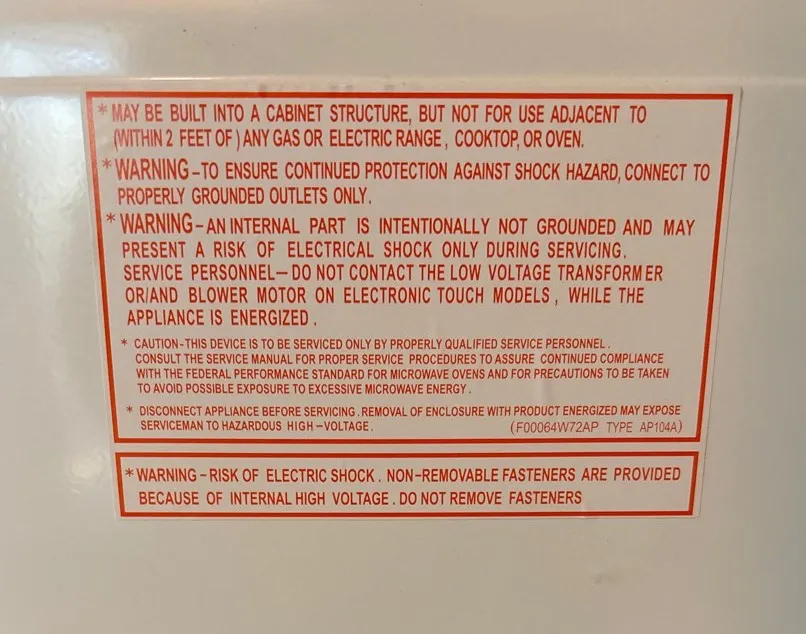 * MAY BE BUILT INTO A CABINET STRUCTURE, BUT NOT FOR USE ADJACENT TO
(WITHIN 2 FEET OF) ANY GAS OR ELECTRIC RANGE, COOKTOP, OR OVEN.
* WARNING-TO ENSURE CONTINUED PROTECTION AGAINST SHOCK HAZARD, CONNECT TO
PROPERLY GROUNDED OUTLETS ONLY.
* WARNING-AN INTERNAL PART IS INTENTIONALLY NOT GROUNDED AND MAY
PRESENT A RISK OF ELECTRICAL SHOCK ONLY DURING SERVICING.
SERVICE PERSONNEL-DO NOT CONTACT THE LOW VOLTAGE TRANSFORMER
OR/AND BLOWER MOTOR ON ELECTRONIC TOUCH MODELS, WHILE THE
APPLIANCE IS ENERGIZED.
* CAUTION-THIS DEVICE IS TO BE SERVICED ONLY BY PROPERLY QUALIFIED SERVICE PERSONNEL.
CONSULT THE SERVICE MANUAL FOR PROPER SERVICE PROCEDURES TO ASSURE CONTINUED COMPLIANCE
WITH THE FEDERAL PERFORMANCE STANDARD FOR MICROWAVE OVENS AND FOR PRECAUTIONS TO BE TAKEN
TO AVOID POSSIBLE EXPOSURE TO EXCESSIVE MICROWAVE ENERGY.
* DISCONNECT APPLIANCE BEFORE SERVICING. REMOVAL OF ENCLOSURE WITH PRODUCT ENERGIZED MAY EXPOSE
SERVICEMAN TO HAZARDOUS HIGH-VOLTAGE. (F00064W72AP TYPE AP104A)
* WARNING-RISK OF ELECTRIC SHOCK. NON-REMOVABLE FASTENERS ARE PROVIDED
BECAUSE OF INTERNAL HIGH VOLTAGE. DO NOT REMOVE FASTENERS